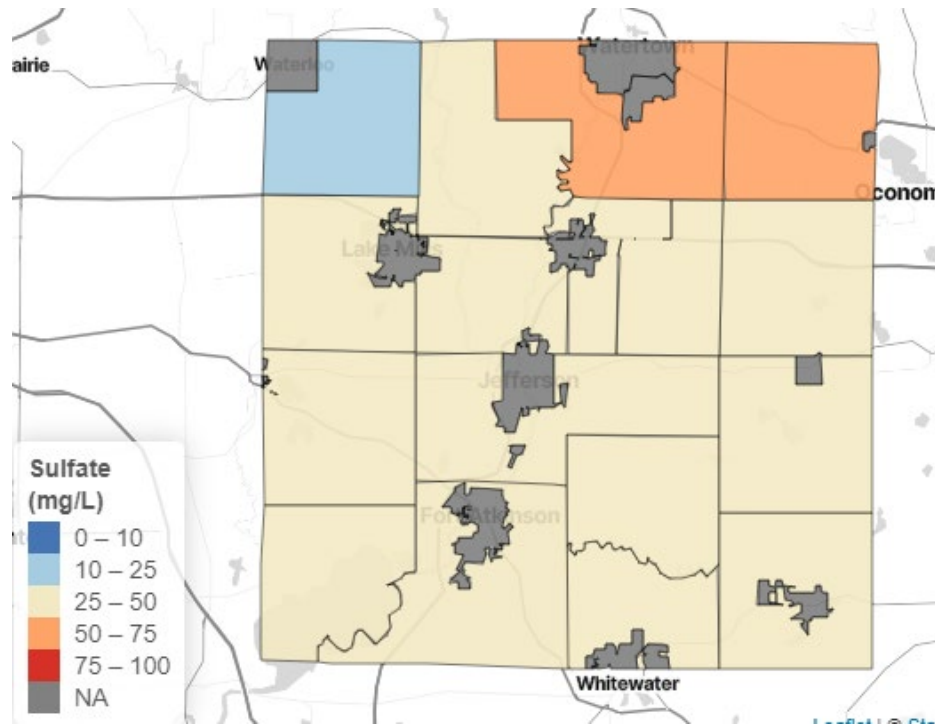 Watertown
airie
Waterloo
Oconom
Lake Mills
Jefferson
Fort Atkinson
Whitewater
Sulfate
(mg/L)
0 – 10
10 – 25
25 – 50
50 – 75
75 – 100
NA
Leaflet | © Sta